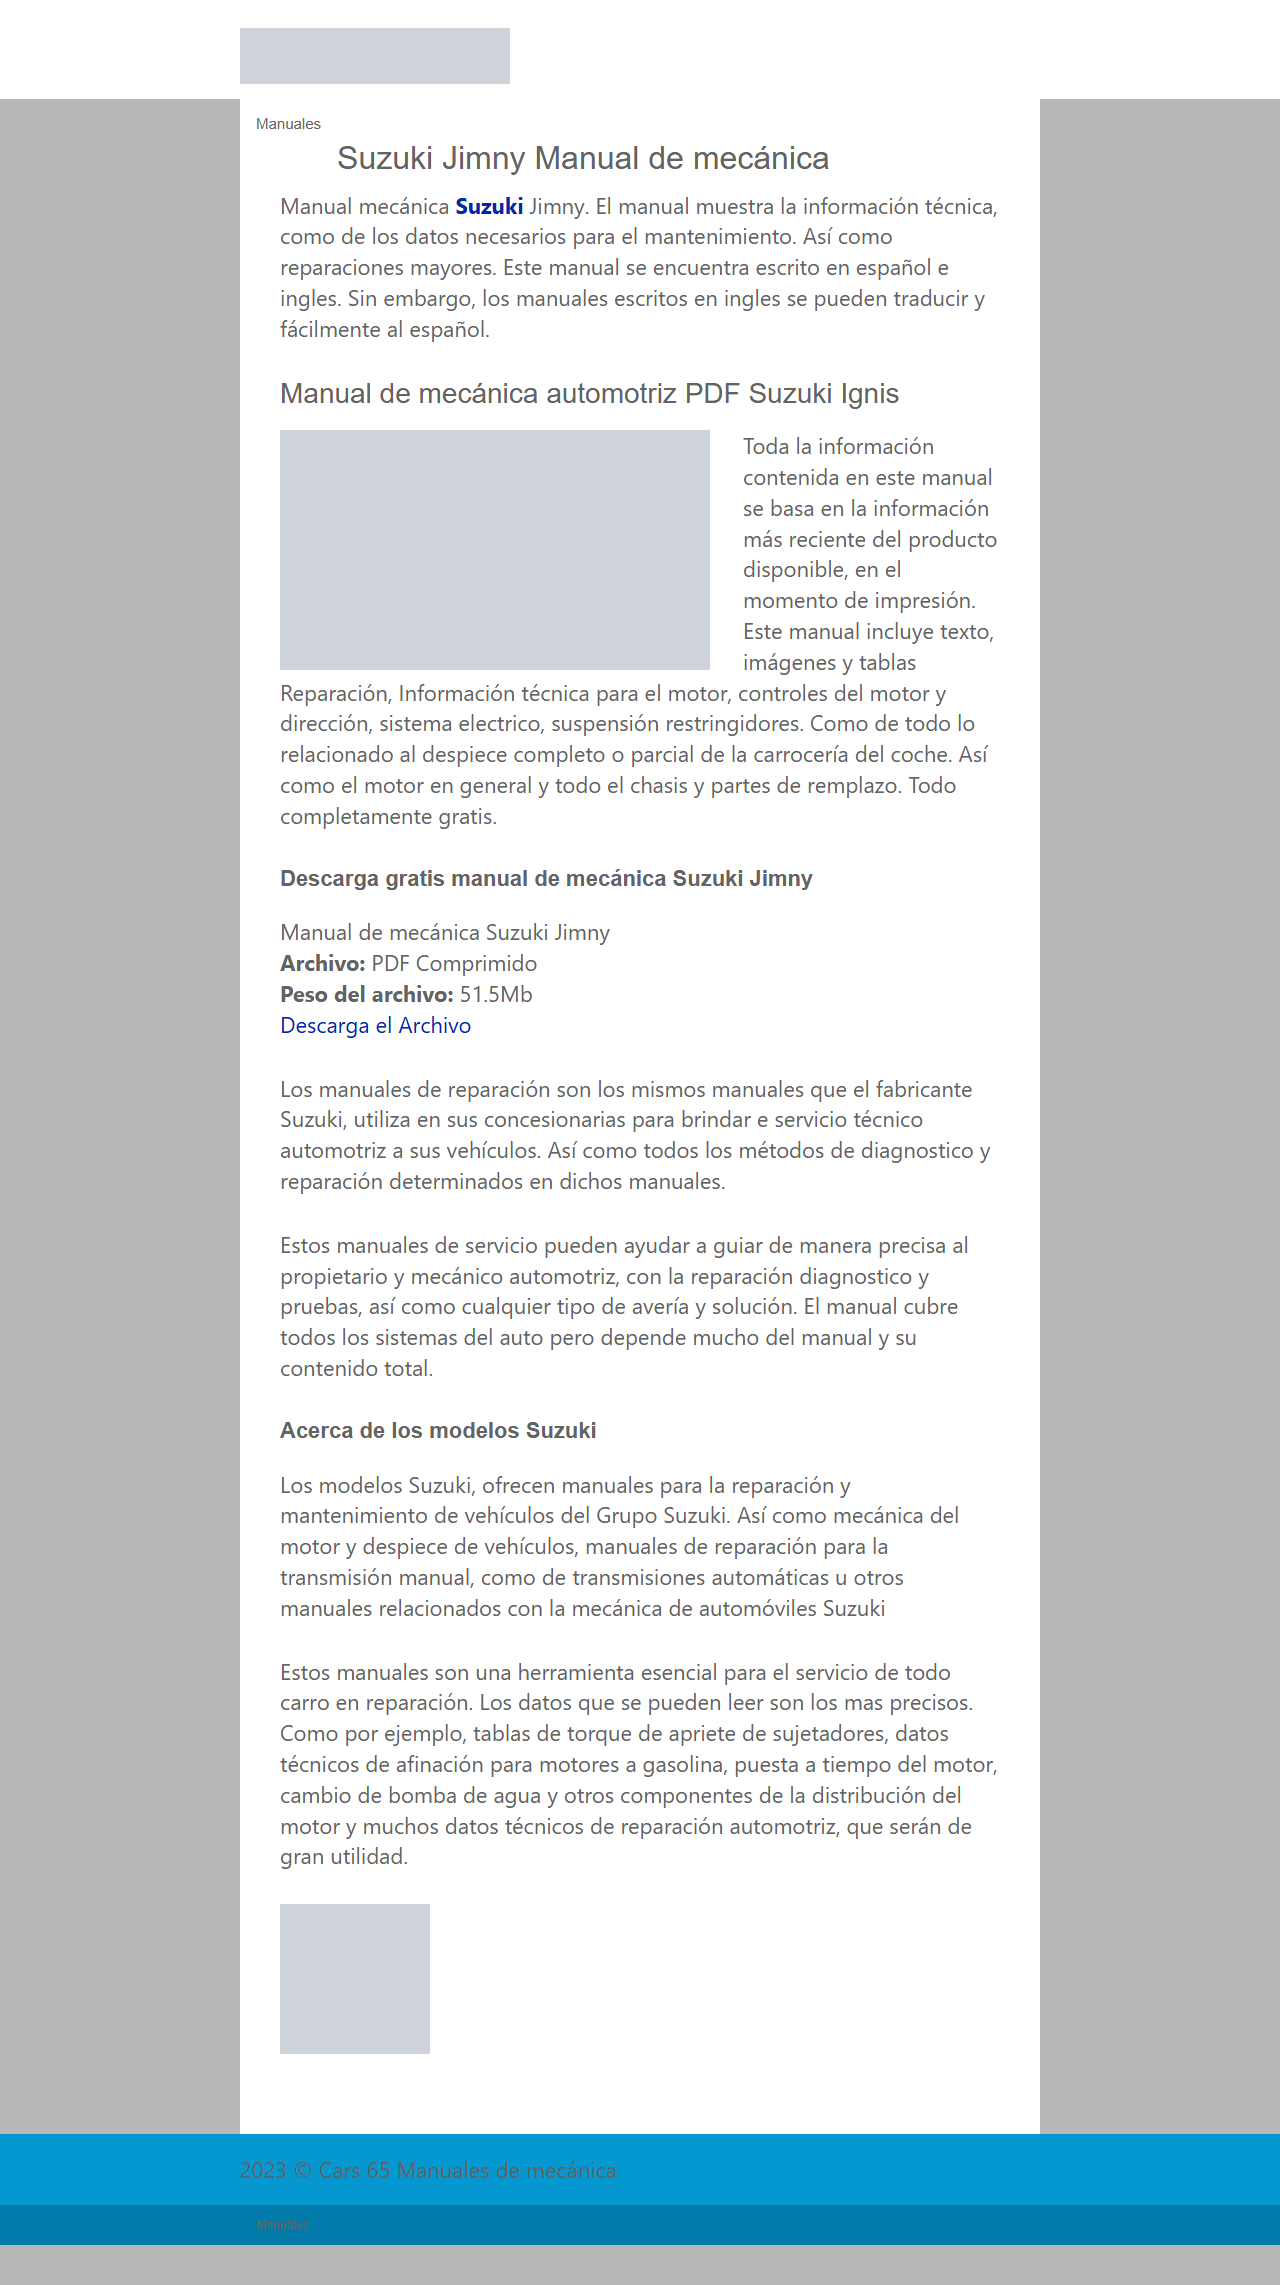 Manuales
Suzuki Jimny Manual de mecánica
Manual mecánica Suzuki Jimny. El manual muestra la información técnica,
como de los datos necesarios para el mantenimiento. Así como
reparaciones mayores. Este manual se encuentra escrito en español e
ingles. Sin embargo, los manuales escritos en ingles se pueden traducir y
fácilmente al español.
Manual de mecánica automotriz PDF Suzuki Ignis
Toda la información
contenida en este manual
se basa en la información
más reciente del producto
disponible, en el
momento de impresión.
Este manual incluye texto,
imágenes y tablas
Reparación, Información técnica para el motor, controles del motor y
dirección, sistema electrico, suspensión restringidores. Como de todo lo
relacionado al despiece completo o parcial de la carrocería del coche. Así
como el motor en general y todo el chasis y partes de remplazo. Todo
completamente gratis.
Descarga gratis manual de mecánica Suzuki Jimny
Manual de mecánica Suzuki Jimny
Archivo: PDF Comprimido
Peso del archivo: 51.5Mb
Descarga el Archivo
Los manuales de reparación son los mismos manuales que el fabricante
Suzuki, utiliza en sus concesionarias para brindar e servicio técnico
automotriz a sus vehículos. Así como todos los métodos de diagnostico y
reparación determinados en dichos manuales.
Estos manuales de servicio pueden ayudar a guiar de manera precisa al
propietario y mecánico automotriz, con la reparación diagnostico y
pruebas, así como cualquier tipo de avería y solución. El manual cubre
todos los sistemas del auto pero depende mucho del manual y su
contenido total.
Acerca de los modelos Suzuki
Los modelos Suzuki, ofrecen manuales para la reparación y
mantenimiento de vehículos del Grupo Suzuki. Así como mecánica del
motor y despiece de vehículos, manuales de reparación para la
transmisión manual, como de transmisiones automáticas u otros
manuales relacionados con la mecánica de automóviles Suzuki
Estos manuales son una herramienta esencial para el servicio de todo
carro en reparación. Los datos que se pueden leer son los mas precisos.
Como por ejemplo, tablas de torque de apriete de sujetadores, datos
técnicos de afinación para motores a gasolina, puesta a tiempo del motor,
cambio de bomba de agua y otros componentes de la distribución del
motor y muchos datos técnicos de reparación automotriz, que serán de
gran utilidad.
2023 © Cars 65 Manuales de mecánica
Manuales